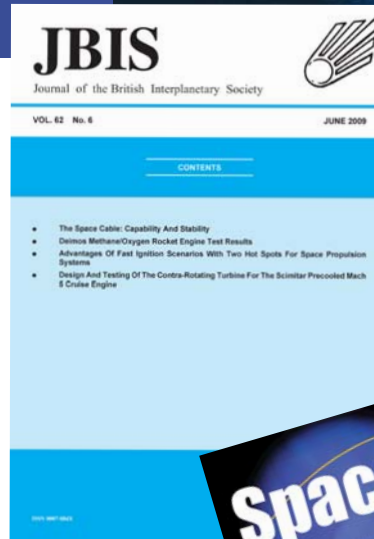 JBIS
Journal of the British Interplanetary Society
VOL. 62 No. 6 JUNE 2009
CONTENTS
• The Space Cable: Capability And Stability
• Deimos Methane/Oxygen Rocket Engine Test Results
• Advantages Of Fast Ignition Scenarios With Two Hot Spots For Space Propulsion
Systems
• Design And Testing Of The Contra-Rotating Turbine For The Scimitar Precooled Mach
5 Cruise Engine
Spac